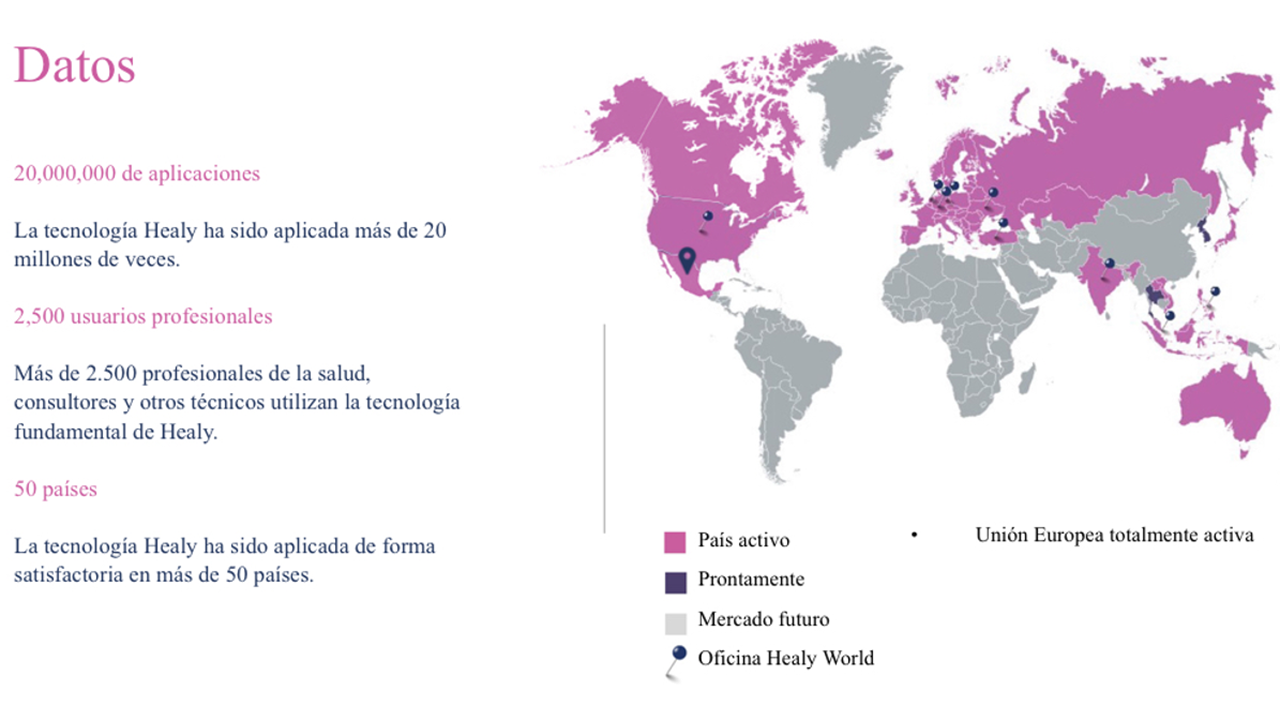 Datos
20,000,000 de aplicaciones
La tecnología Healy ha sido aplicada más de 20
millones de veces.
2,500 usuarios profesionales
Más de 2.500 profesionales de la salud,
consultores y otros técnicos utilizan la tecnología
fundamental de Healy.
50 países
La tecnología Healy ha sido aplicada de forma
satisfactoria en más de 50 países.
País activo
Prontamente
Mercado futuro
Oficina Healy World
• Unión Europea totalmente activa